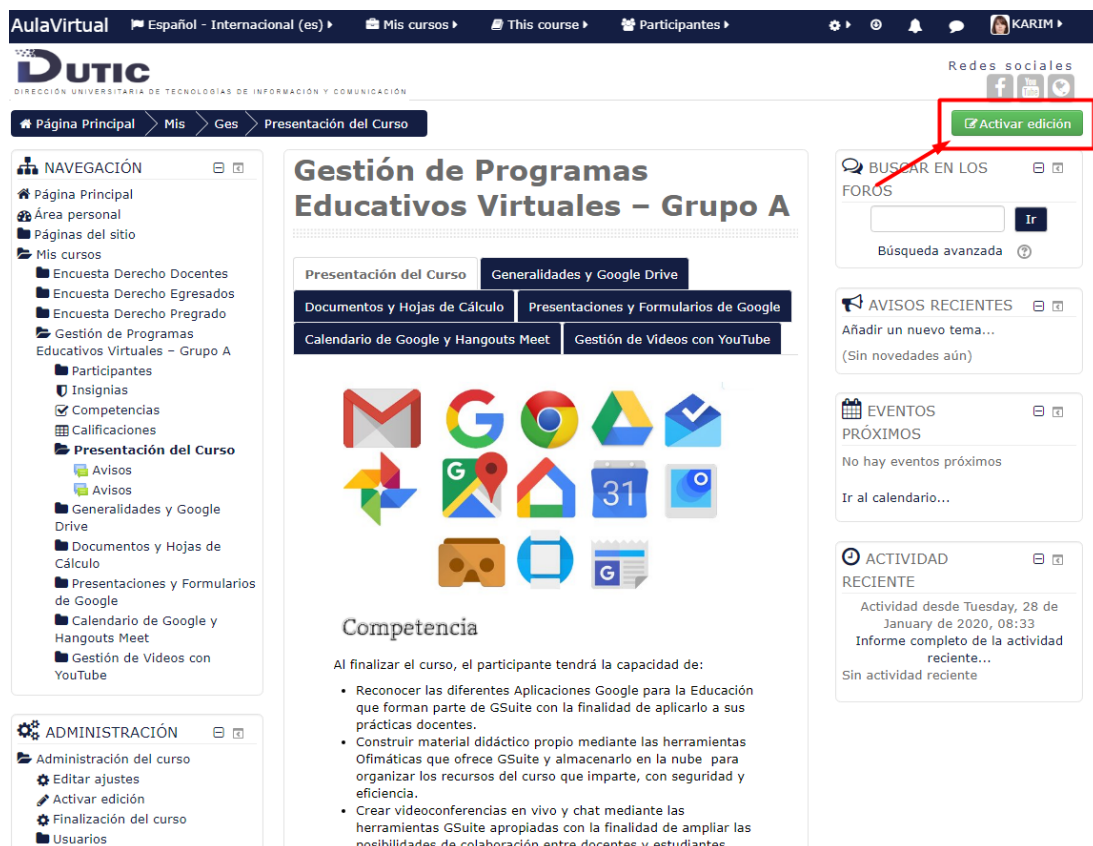 AulaVirtual
Español - Internacional (es)
Mis cursos
This course
Participantes
KARIM
DUTIC
DIRECCIÓN UNIVERSITARIA DE TECNOLOGÍAS DE INFORMACIÓN Y COMUNICACIÓN
Redes sociales
f
You
Tube
Página Principal
Mis
Ges
Presentación del Curso
Activar edición
NAVEGACIÓN
Página Principal
Área personal
Páginas del sitio
Mis cursos
Encuesta Derecho Docentes
Encuesta Derecho Egresados
Encuesta Derecho Pregrado
Gestión de Programas
Educativos Virtuales – Grupo A
Participantes
Insignias
Competencias
Calificaciones
Presentación del Curso
Avisos
Avisos
Generalidades y Google
Drive
Documentos y Hojas de
Cálculo
Presentaciones y Formularios
de Google
Calendario de Google y
Hangouts Meet
Gestión de Videos con
YouTube
ADMINISTRACIÓN
Administración del curso
Editar ajustes
Activar edición
Finalización del curso
Usuarios
Gestión de Programas
Educativos Virtuales – Grupo A
Presentación del Curso
Generalidades y Google Drive
Documentos y Hojas de Cálculo
Presentaciones y Formularios de Google
Calendario de Google y Hangouts Meet
Gestión de Videos con YouTube
G
G
31
G
Competencia
Al finalizar el curso, el participante tendrá la capacidad de:
• Reconocer las diferentes Aplicaciones Google para la Educación
que forman parte de GSuite con la finalidad de aplicarlo a sus
prácticas docentes.
• Construir material didáctico propio mediante las herramientas
Ofimáticas que ofrece GSuite y almacenarlo en la nube para
organizar los recursos del curso que imparte, con seguridad y
eficiencia.
• Crear videoconferencias en vivo y chat mediante las
herramientas GSuite apropiadas con la finalidad de ampliar las
posibilidades de colaboración entre docentes y estudiantes
BUSCAR EN LOS
FOROS
Ir
Búsqueda avanzada
?
AVISOS RECIENTES
Añadir un nuevo tema...
(Sin novedades aún)
EVENTOS
PRÓXIMOS
No hay eventos próximos
Ir al calendario...
ACTIVIDAD
RECIENTE
Actividad desde Tuesday, 28 de
January de 2020, 08:33
Informe completo de la actividad
reciente...
Sin actividad reciente